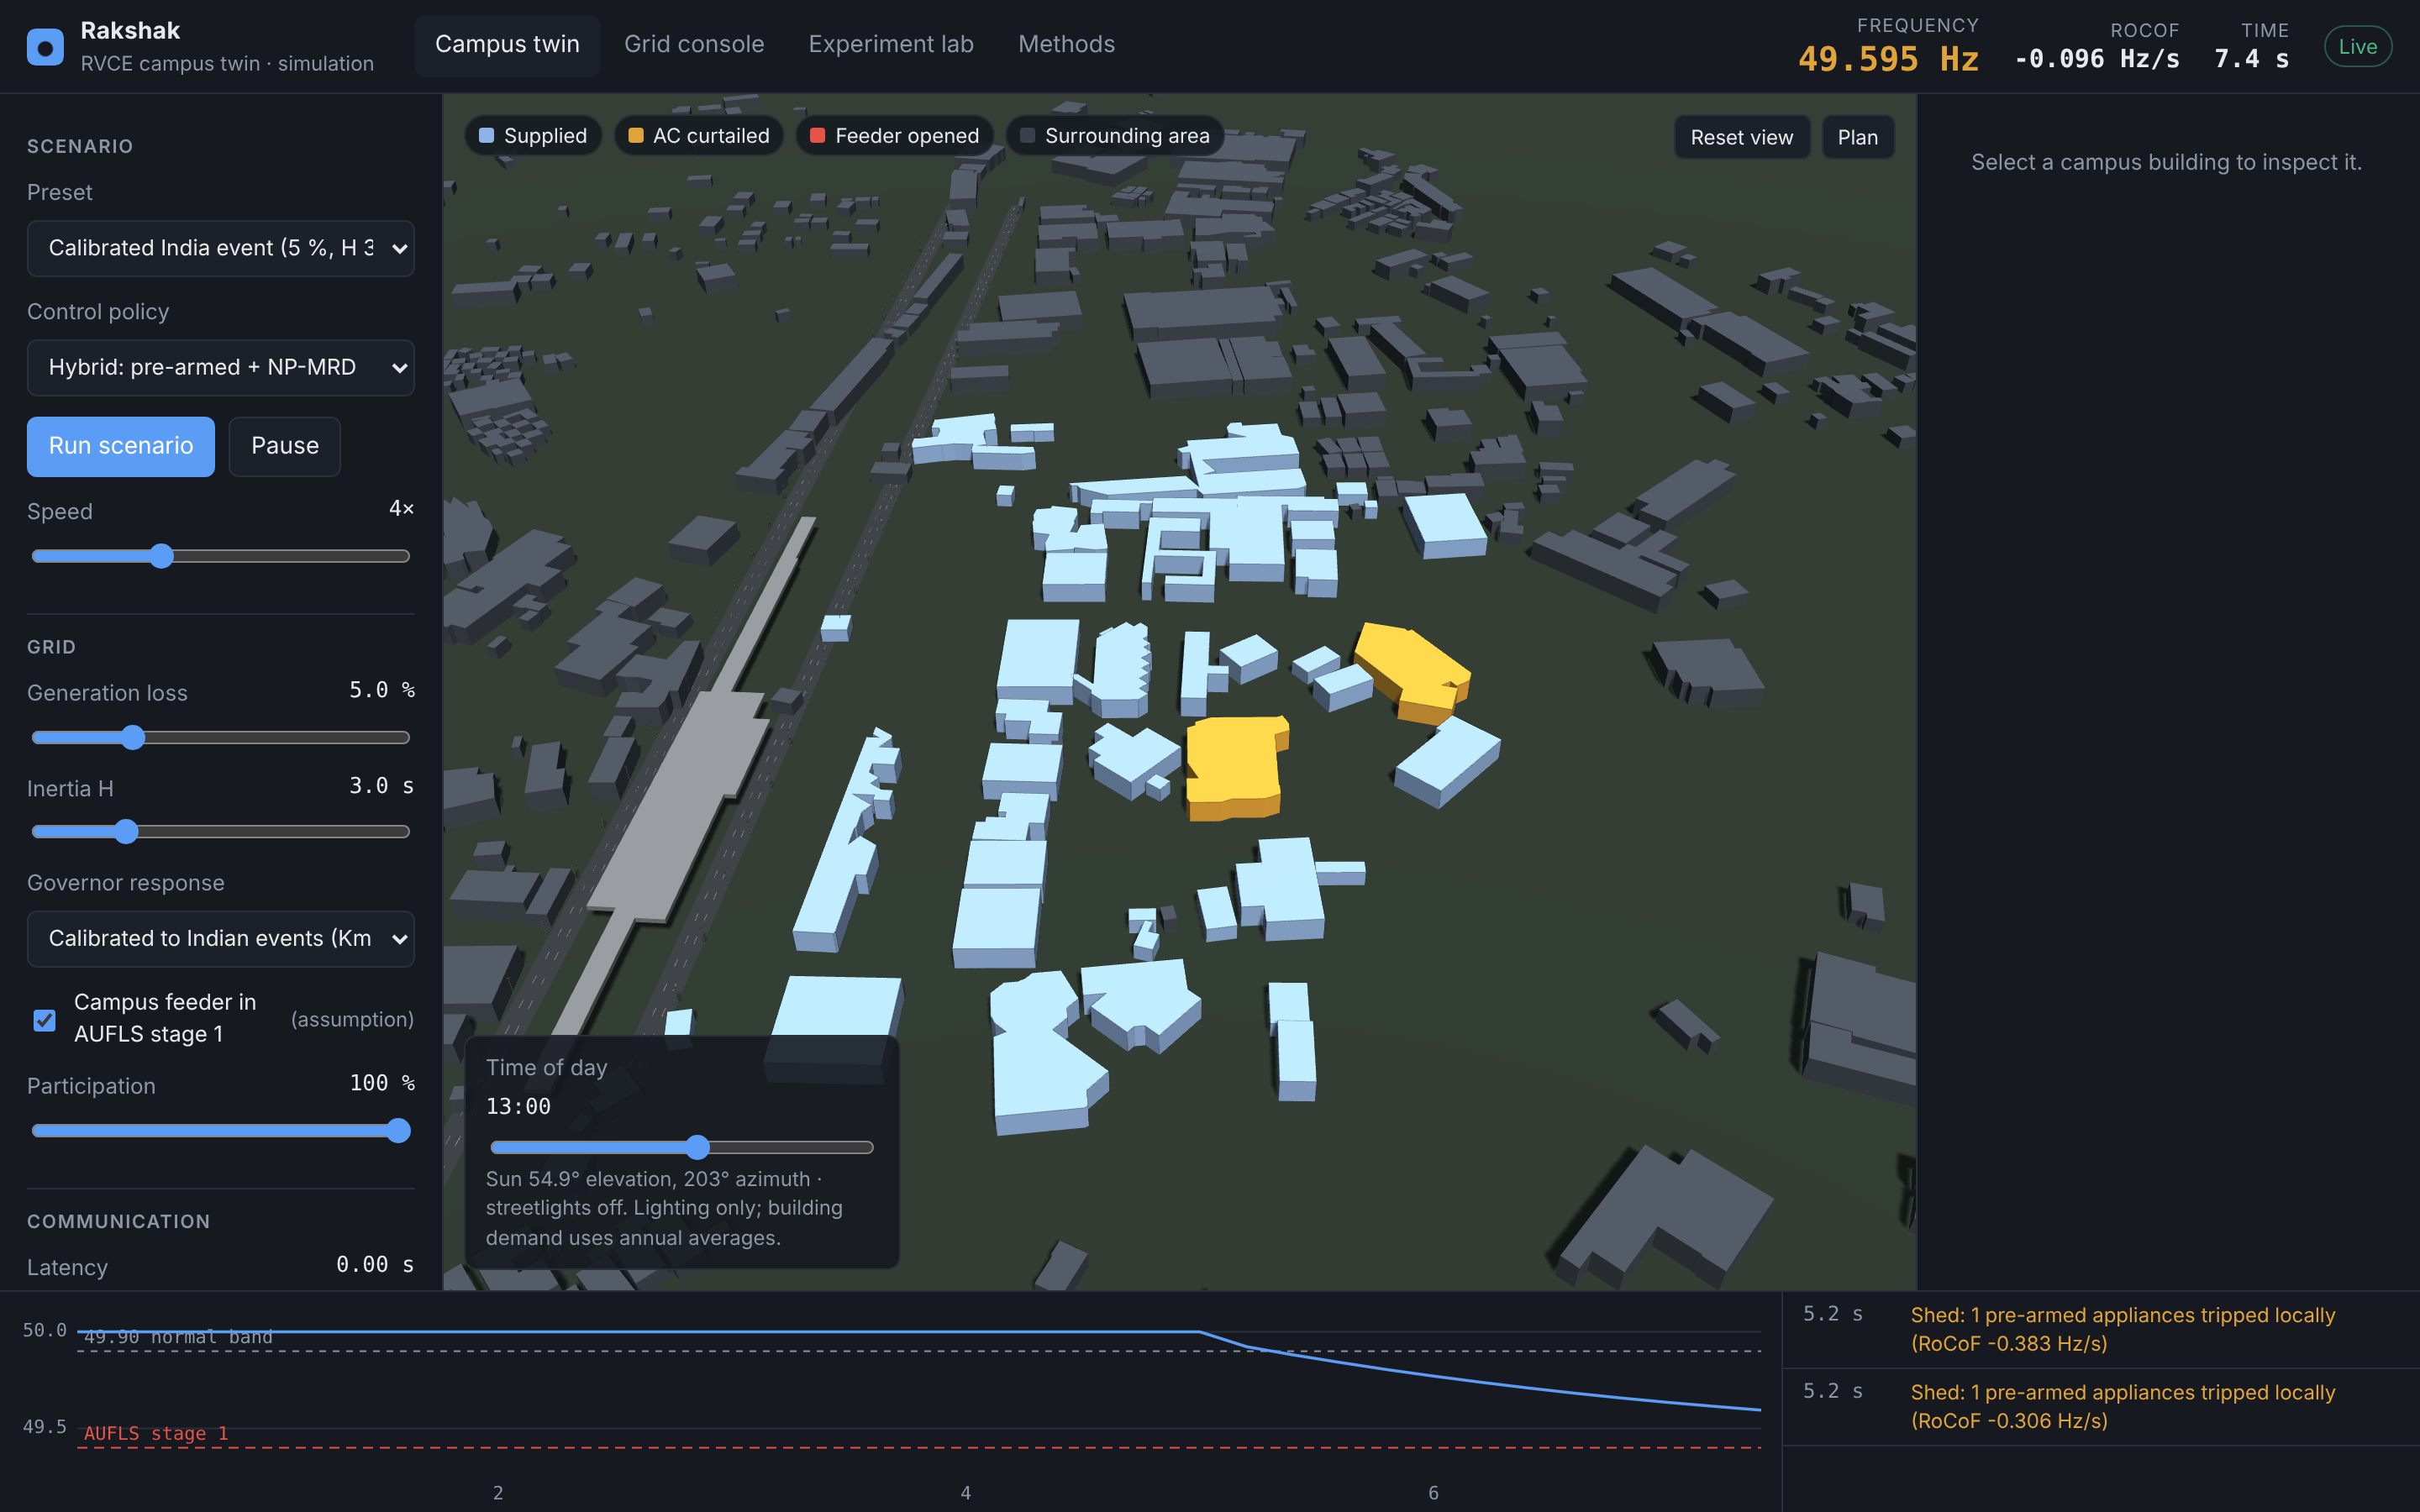 Rakshak
RVCE campus twin · simulation
Campus twin
Grid console
Experiment lab
Methods
FREQUENCY
49.595 Hz
ROCOF
-0.096 Hz/s
TIME
7.4 s
Live
SCENARIO
Preset
Calibrated India event (5 %, H 3
Control policy
Hybrid: pre-armed + NP-MRD
Run scenario
Pause
Speed
4×
GRID
Generation loss
5.0 %
Inertia H
3.0 s
Governor response
Calibrated to Indian events (Km
Campus feeder in
AUFLS stage 1
(assumption)
Participation
100 %
COMMUNICATION
Latency
0.00 s
Supplied
AC curtailed
Feeder opened
Surrounding area
Reset view
Plan
Time of day
13:00
Sun 54.9° elevation, 203° azimuth ·
streetlights off. Lighting only; building
demand uses annual averages.
Select a campus building to inspect it.
50.0
49.90 normal band
49.5
AUFLS stage 1
2
4
6
5.2 s
Shed: 1 pre-armed appliances tripped locally
(RoCoF -0.383 Hz/s)
5.2 s
Shed: 1 pre-armed appliances tripped locally
(RoCoF -0.306 Hz/s)